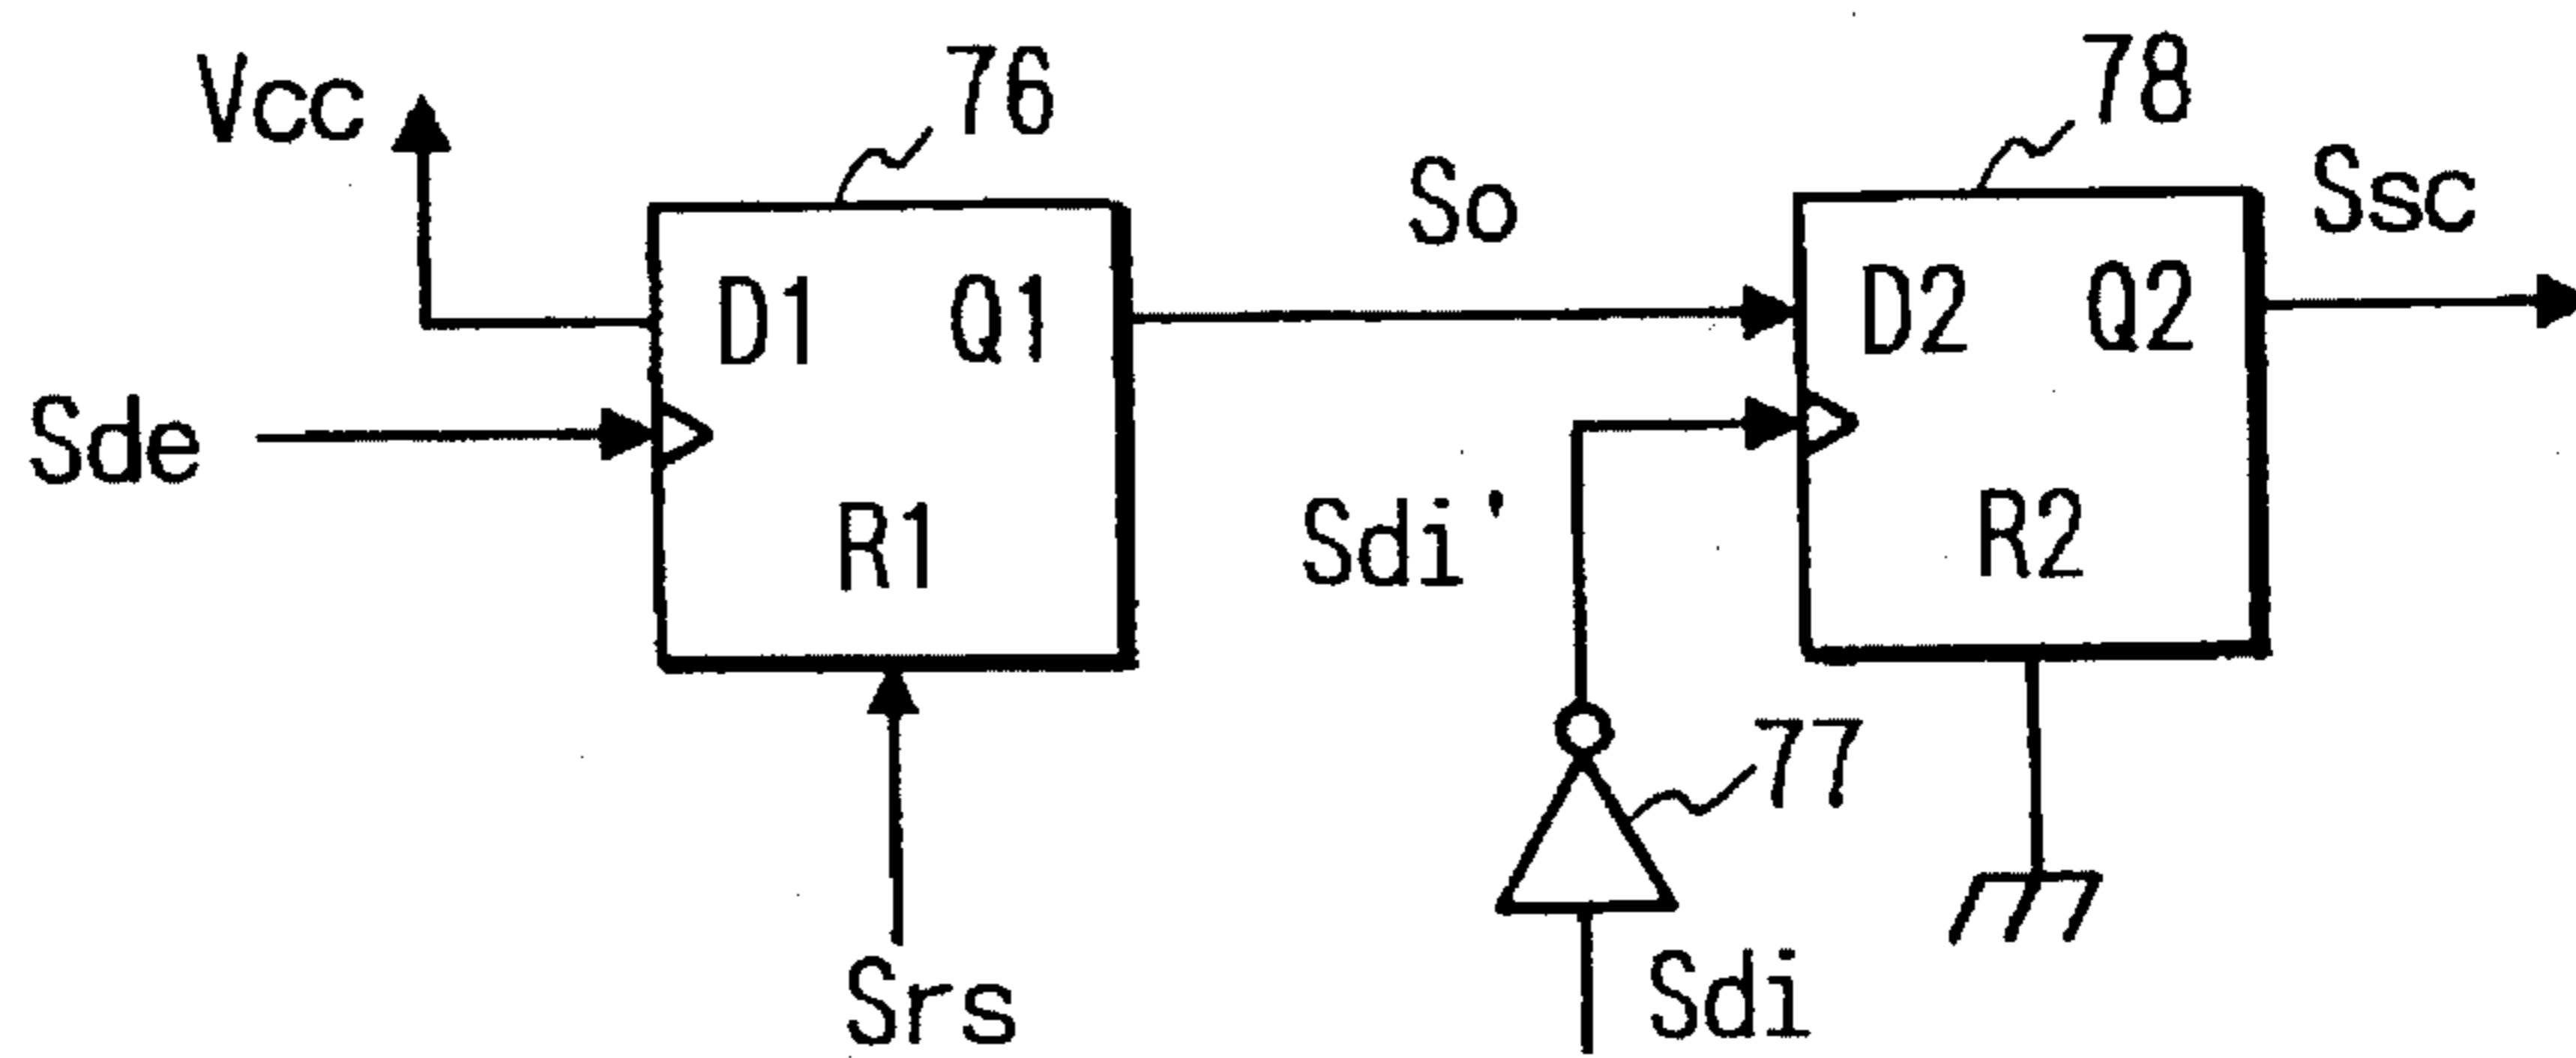 Vcc
76
78
So
Ssc
D1 Q1
D2 Q2
Sde
R1
Sdi'
R2
77
Srs
Sdi